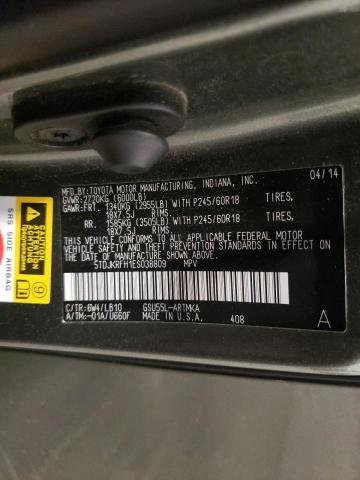 MFD.BY:TOYOTA MOTOR MANUFACTURING, INDIANA, INC. 04/14
GVWR:2720KG (6000LB)
GAWR:FRT. 1340KG (2955LB)WITH P245/60R18 TIRES,
18X7.5J RIMS,
RR. 1585KG (3505LB)WITH P245/60R18 TIRES,
18X7.5J RIMS,
THIS VEHICLE CONFORMS TO ALL APPLICABLE
FEDERAL MOTOR VEHICLE SAFETY AND
THEFT PREVENTION STANDARDS IN EFFECT ON
THE DATE OF MANUFACTURE SHOWN ABOVE.
5TDJKRFH1ES038809 MPV
C/TR:6W4/LB10 GSU55L-ARTMKA
A/TM:-01A/U660F MADE IN U.S.A. 408 A
SRS SIDE AIRBAG
9